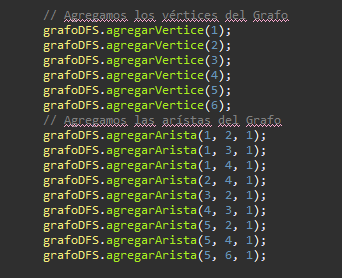 // Agregamos los vértices del Grafo
grafoDFS.agregarVertice(1);
grafoDFS.agregarVertice(2);
grafoDFS.agregarVertice(3);
grafoDFS.agregarVertice(4);
grafoDFS.agregarVertice(5);
grafoDFS.agregarVertice(6);
// Agregamos las aristas del Grafo
grafoDFS.agregarArista(1, 2, 1);
grafoDFS.agregarArista(1, 3, 1);
grafoDFS.agregarArista(1, 4, 1);
grafoDFS.agregarArista(2, 4, 1);
grafoDFS.agregarArista(3, 2, 1);
grafoDFS.agregarArista(4, 3, 1);
grafoDFS.agregarArista(5, 2, 1);
grafoDFS.agregarArista(5, 4, 1);
grafoDFS.agregarArista(5, 6, 1);